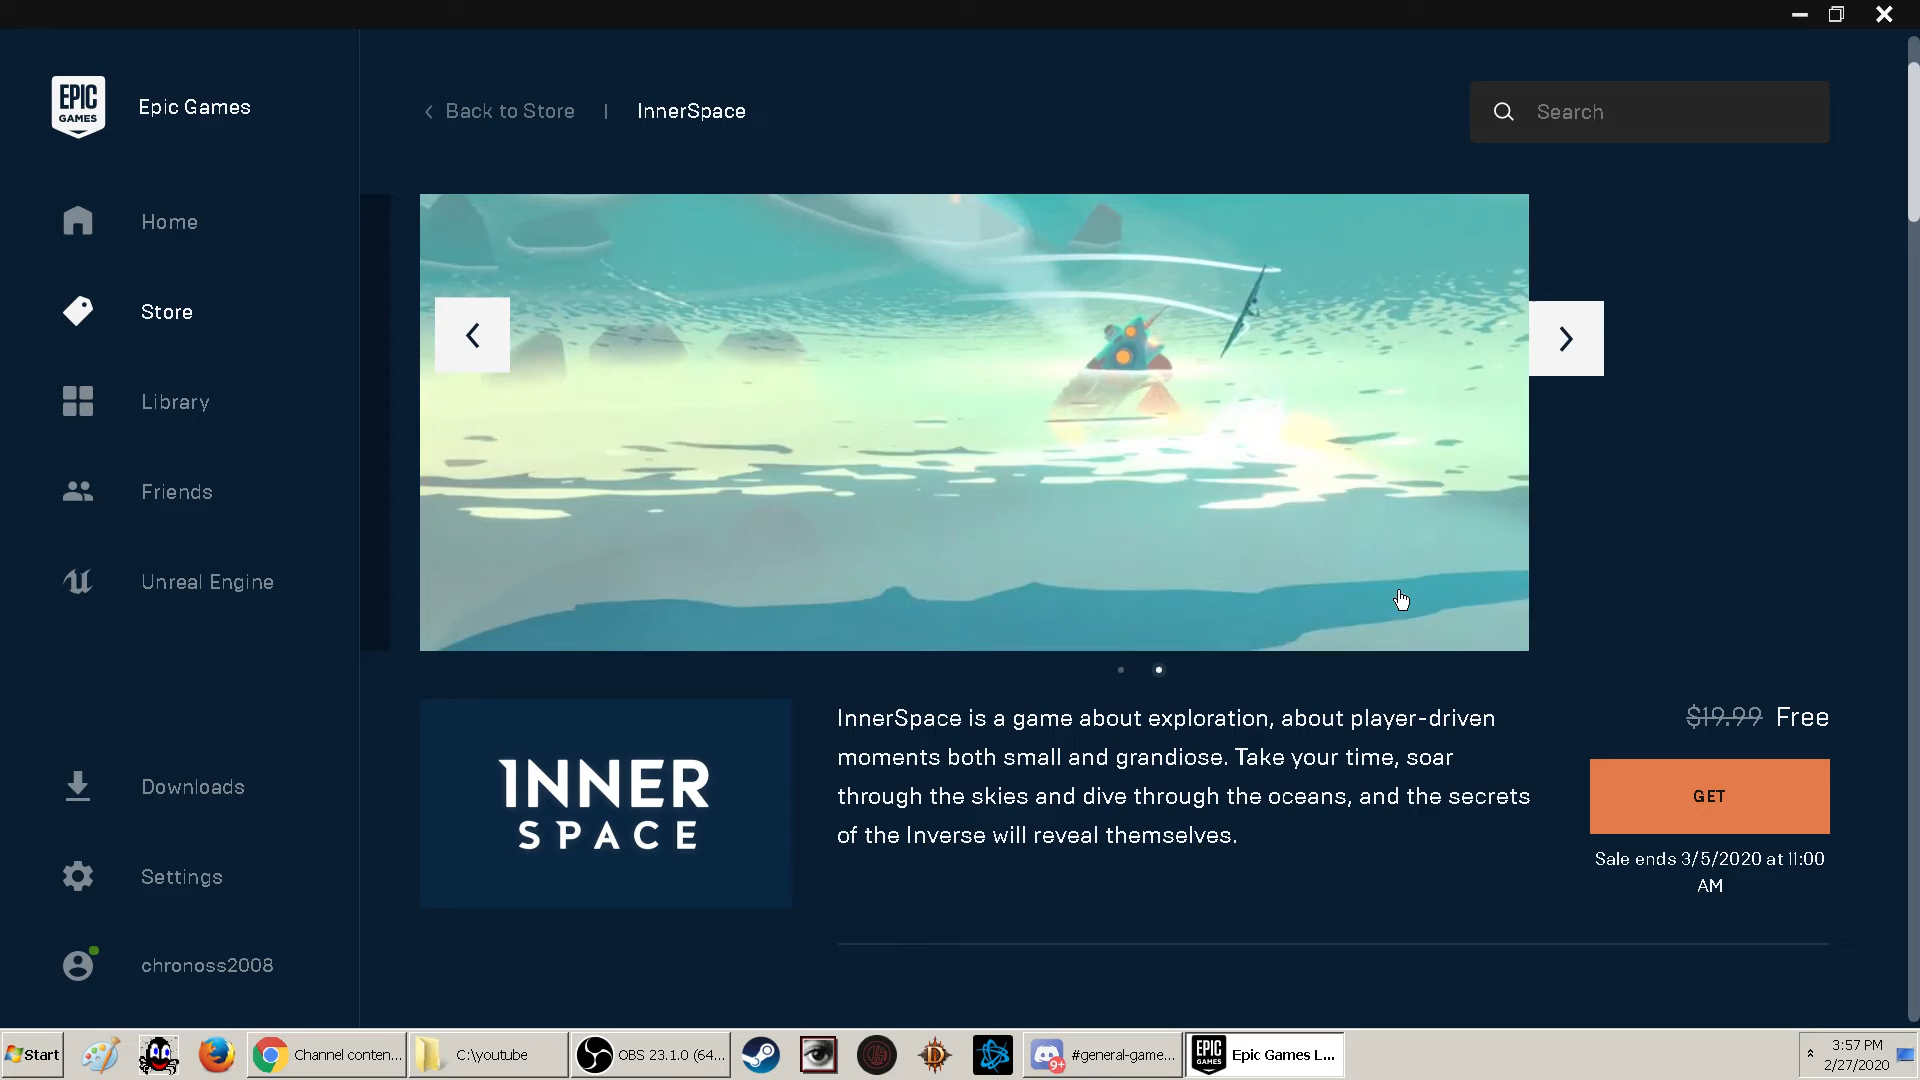 EPIC
GAMES
Epic Games
Back to Store | InnerSpace
Search
Home
Store
Library
Friends
Unreal Engine
Downloads
Settings
chronoss2008
INNER
SPACE
InnerSpace is a game about exploration, about player-driven
moments both small and grandiose. Take your time, soar
through the skies and dive through the oceans, and the secrets
of the Inverse will reveal themselves.
$19.99 Free
GET
Sale ends 3/5/2020 at 11:00
AM
Start
Channel conten...
C:\youtube
OBS 23.1.0 (64...
9+
#general-game...
EPIC
GAMES
Epic Games L...
3:57 PM
2/27/2020